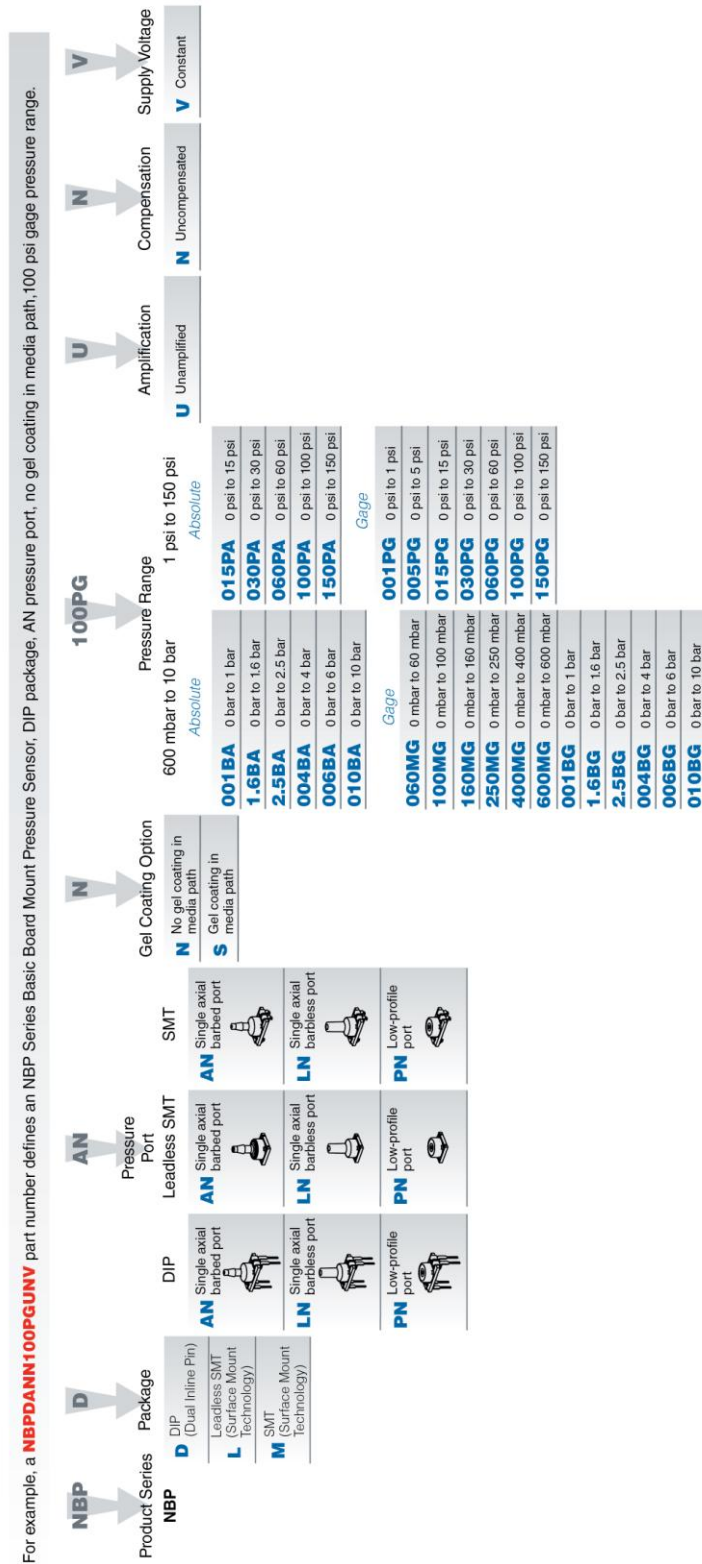 For example, a NBPDANN100PGUNV part number defines an NBP Series Basic Board Mount Pressure Sensor, DIP package, AN pressure port, no gel coating in media path,100 psi gage pressure range.
NBP
Product Series
NBP
D
Package
D DIP
(Dual Inline Pin)
L Leadless SMT
(Surface Mount
Technology)
M SMT
(Surface Mount
Technology)
AN
Pressure
Port
DIP
AN Single axial
barbed port
LN Single axial
barbless port
PN Low-profile
port
Leadless SMT
AN Single axial
barbed port
LN Single axial
barbless port
PN Low-profile
port
SMT
AN Single axial
barbed port
LN Single axial
barbless port
PN Low-profile
port
N
Gel Coating Option
N No gel coating in
media path
S Gel coating in
media path
100PG
Pressure Range
600 mbar to 10 bar
Absolute
001BA 0 bar to 1 bar
1.6BA 0 bar to 1.6 bar
2.5BA 0 bar to 2.5 bar
004BA 0 bar to 4 bar
006BA 0 bar to 6 bar
010BA 0 bar to 10 bar
Gage
060MG 0 mbar to 60 mbar
100MG 0 mbar to 100 mbar
160MG 0 mbar to 160 mbar
250MG 0 mbar to 250 mbar
400MG 0 mbar to 400 mbar
600MG 0 mbar to 600 mbar
001BG 0 bar to 1 bar
1.6BG 0 bar to 1.6 bar
2.5BG 0 bar to 2.5 bar
004BG 0 bar to 4 bar
006BG 0 bar to 6 bar
010BG 0 bar to 10 bar
1 psi to 150 psi
Absolute
015PA 0 psi to 15 psi
030PA 0 psi to 30 psi
060PA 0 psi to 60 psi
100PA 0 psi to 100 psi
150PA 0 psi to 150 psi
Gage
001PG 0 psi to 1 psi
005PG 0 psi to 5 psi
015PG 0 psi to 15 psi
030PG 0 psi to 30 psi
060PG 0 psi to 60 psi
100PG 0 psi to 100 psi
150PG 0 psi to 150 psi
U
Amplification
U Unamplified
N
Compensation
N Uncompensated
V
Supply Voltage
V Constant